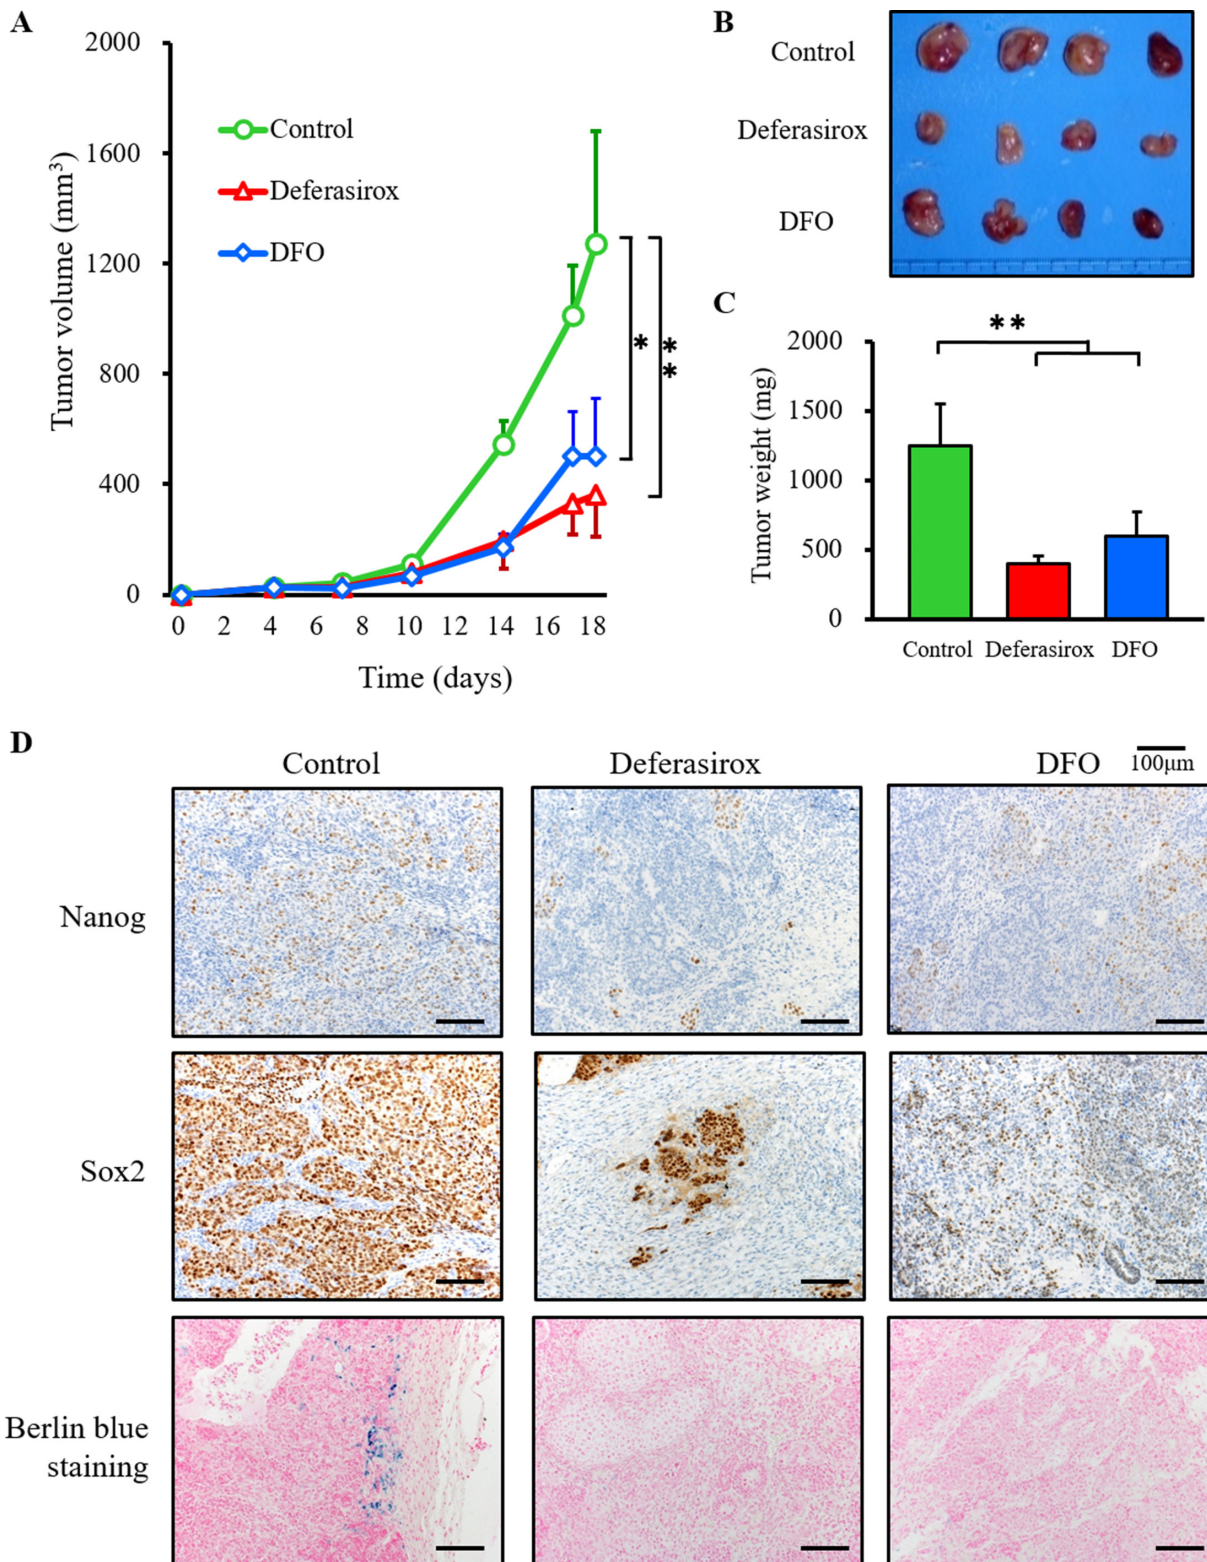 A
2000
1600
1200
800
400
0
Tumor volume (mm³)
Control
Deferasirox
DFO
*
**
0 2 4 6 8 10 12 14 16 18
Time (days)
B
Control
Deferasirox
DFO
C
**
2000
1500
1000
500
0
Tumor weight (mg)
Control Deferasirox DFO
D
Control Deferasirox DFO 100μm
Nanog
Sox2
Berlin blue
staining